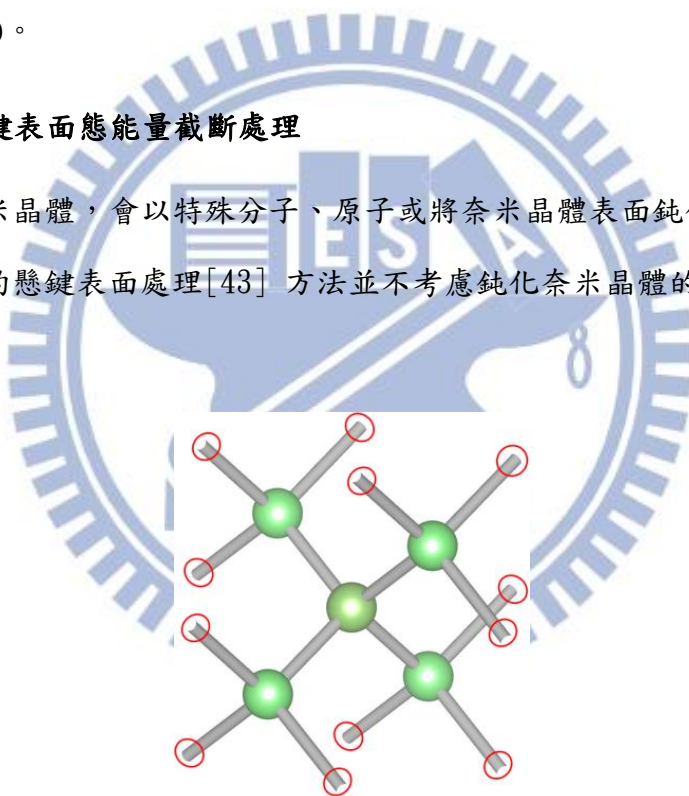 )。
鍵表面態能量截斷處理
米晶體，會以特殊分子、原子或將奈米晶體表面鈍
的懸鍵表面處理[43] 方法並不考慮鈍化奈米晶體的
E S A
8